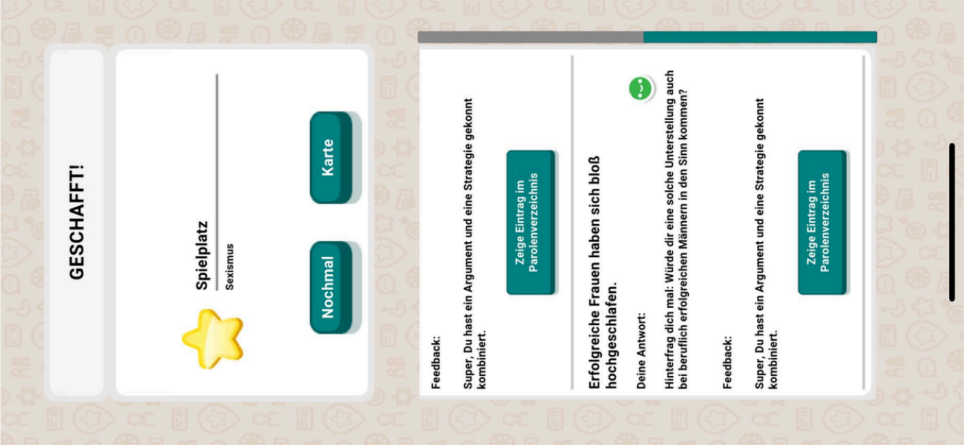 GESCHAFFT!
Spielplatz
Sexismus
Nochmal
Karte
Feedback:
Super, Du hast ein Argument und eine Strategie gekonnt
kombiniert.
Zeige Eintrag im
Parolenverzeichnis
Erfolgreiche Frauen haben sich bloß
hochgeschlafen.
Deine Antwort:
Hinterfrag dich mal: Würde dir eine solche Unterstellung auch
bei beruflich erfolgreichen Männern in den Sinn kommen?
Feedback:
Super, Du hast ein Argument und eine Strategie gekonnt
kombiniert.
Zeige Eintrag im
Parolenverzeichnis